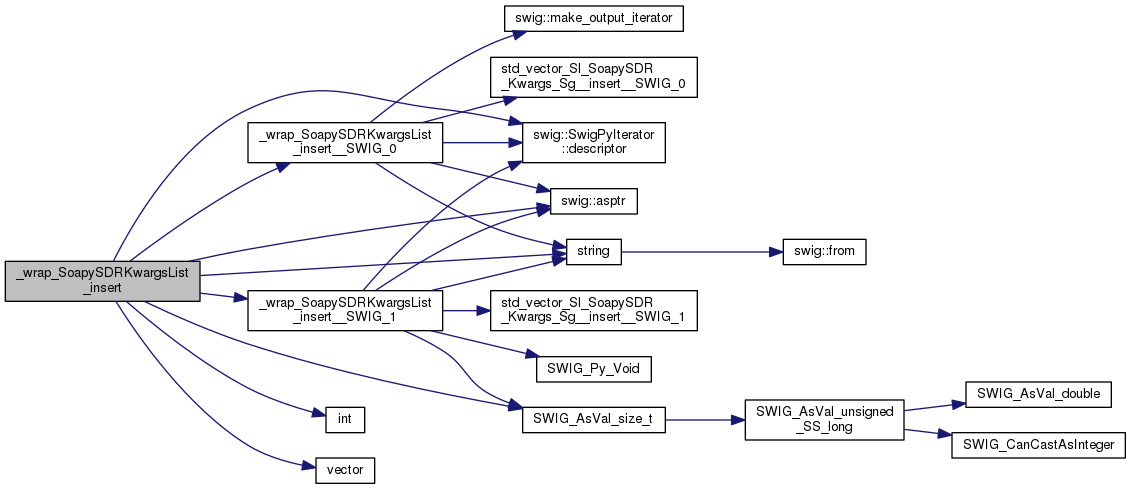 swig::make_output_iterator
std_vector_Sl_SoapySDR
_Kwargs_Sg__insert__SWIG_0
_wrap_SoapySDRKwargsList
_insert__SWIG_0
swig::SwigPyIterator
::descriptor
swig::asptr
string
swig::from
_wrap_SoapySDRKwargsList
_insert
_wrap_SoapySDRKwargsList
_insert__SWIG_1
std_vector_Sl_SoapySDR
_Kwargs_Sg__insert__SWIG_1
SWIG_Py_Void
SWIG_AsVal_double
int
SWIG_AsVal_size_t
SWIG_AsVal_unsigned
_SS_long
SWIG_CanCastAsInteger
vector